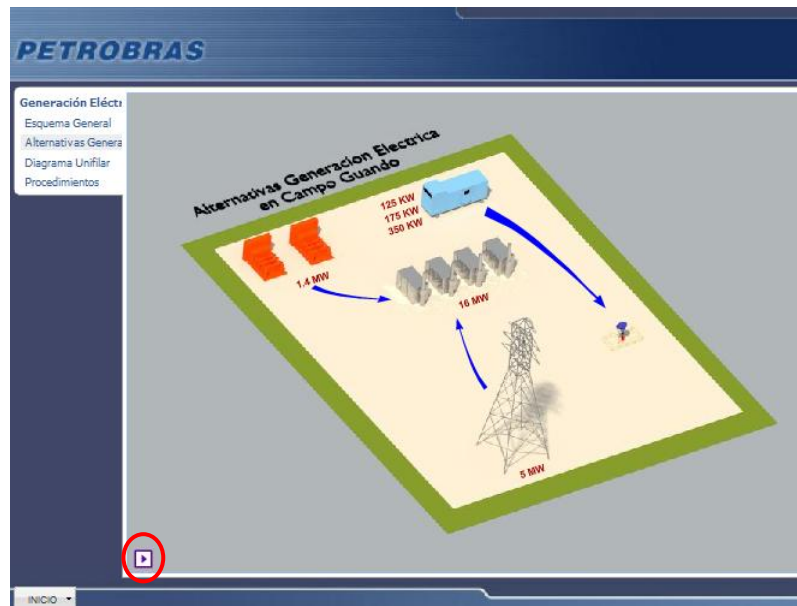 PETROBRAS
Generación Eléctr
Esquema General
Alternativas Genera
Diagrama Unifilar
Procedimientos
Alternativas Generacion Electrica
en Campo Guando
125 KW
175 KW
350 KW
1.4 MW
16 MW
5 MW
INICIO